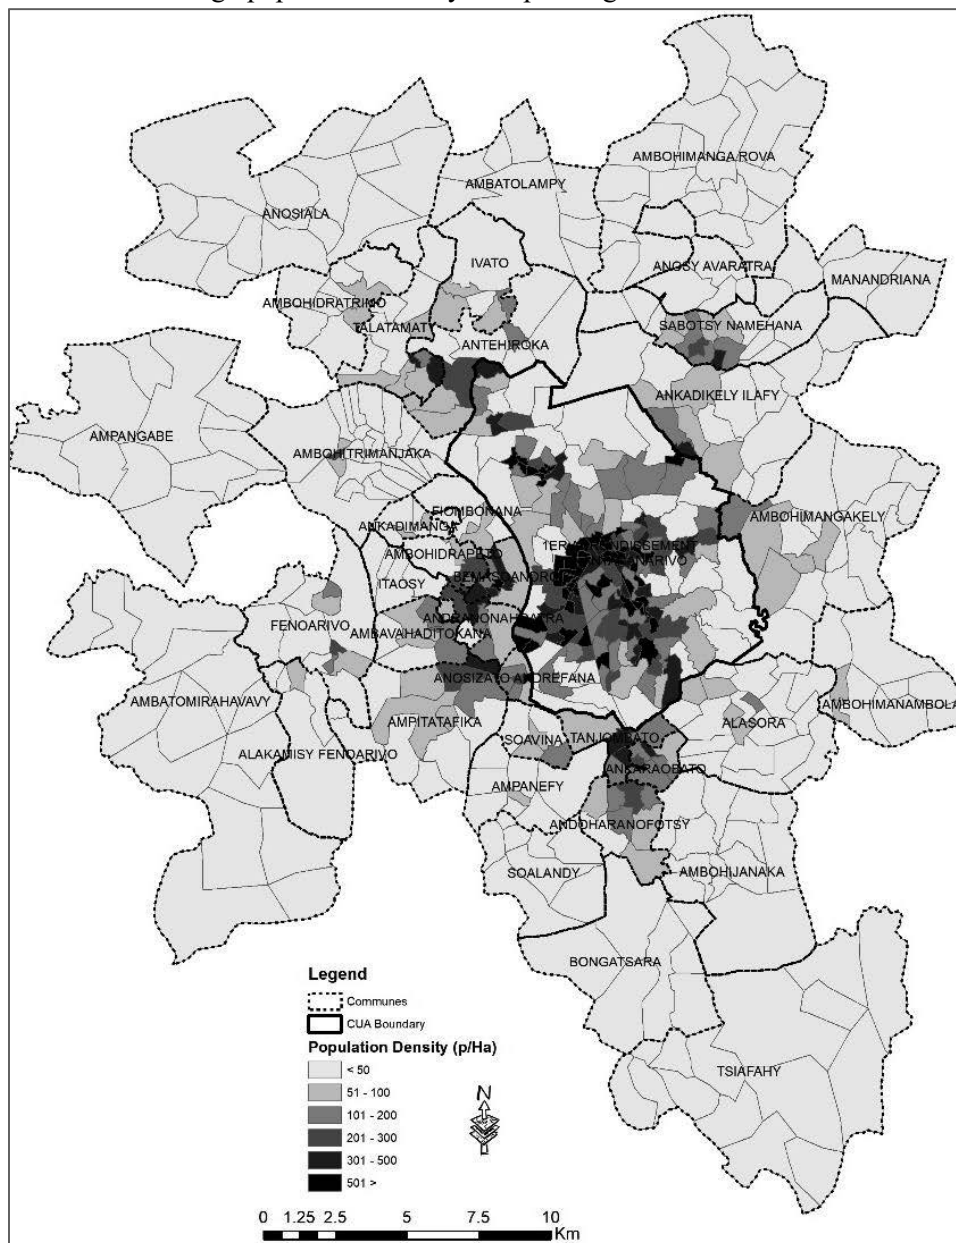 AMBOHIMANGA ROVA
AMBATOLAMPY
ANOSIALA
IVATO
ANOSY AVARATRA
MANANDRIANA
AMBOHIDRATRIMO
TALATAMATY
SABOTSY NAMEHANA
ANTEHIROKA
ANKADIKELY ILAFY
AMPANGABE
AMBOHITRIMANJAKA
FIOMBONANA
AMBOHIMANGAKELY
ANKADIMANGA
1ER ARRONDISSEMENT
AMBOHIDRAPETO
ITAOSY
FENOARIVO
AMBAVAHADITOKANA
ANOSIZATO ANDREFANA
AMBATOMIRAHAVAVY
AMBOHIMANAMBOLA
AMPITATAFIKA
ALASORA
SOAVINA
TANJOMBATO
ALAKAMISY FENOARIVO
ANKARAOBATO
AMPANEFY
ANDOHARANOFOTSY
SOALANDY
AMBOHIJANAKA
BONGATSARA
TSIAFAHY
Legend
Communes
CUA Boundary
Population Density (p/Ha)
< 50
51 - 100
101 - 200
201 - 300
301 - 500
501 >
N
0 1.25 2.5 5 7.5 10
Km